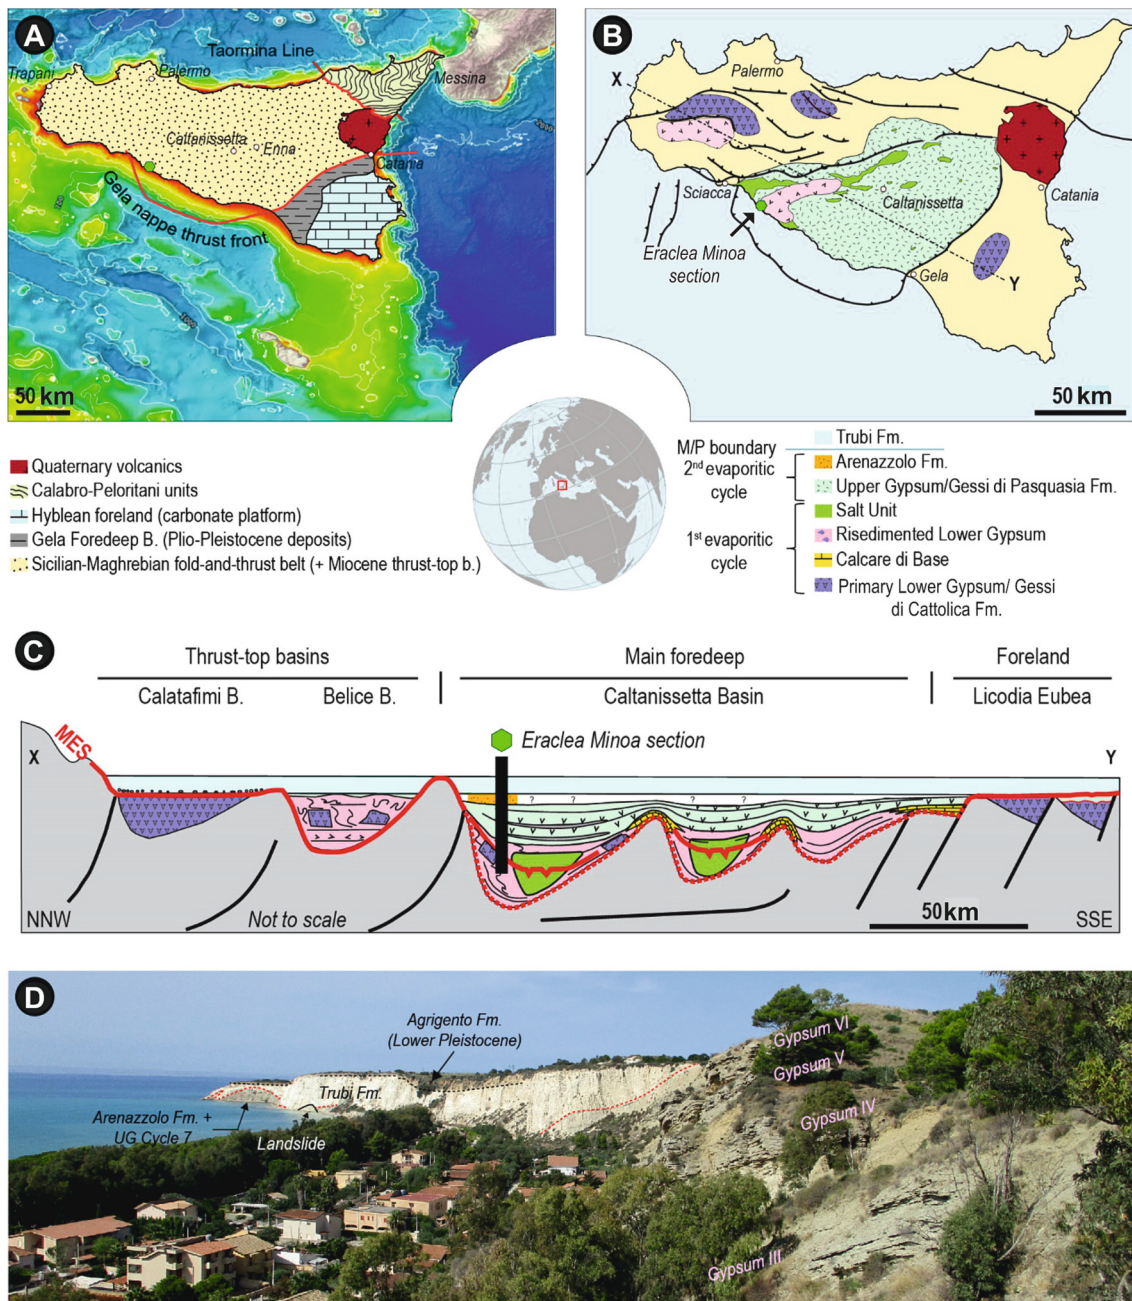 A
Taormina Line
Trapani
Palermo
Messina
Caltanissetta
Enna
Catania
Gela nappe thrust front
50 km
B
X
Palermo
Sciacca
Caltanissetta
Catania
Eraclea Minoa
section
Gela
Y
50 km
Quaternary volcanics
Calabro-Peloritani units
Hyblean foreland (carbonate platform)
Gela Foredeep B. (Plio-Pleistocene deposits)
Sicilian-Maghrebian fold-and-thrust belt (+ Miocene thrust-top b.)
M/P boundary
2nd evaporitic
cycle
1st evaporitic
cycle
Trubi Fm.
Arenazzolo Fm.
Upper Gypsum/Gessi di Pasquasia Fm.
Salt Unit
Risedimented Lower Gypsum
Calcare di Base
Primary Lower Gypsum/ Gessi
di Cattolica Fm.
C
Thrust-top basins
Main foredeep
Foreland
Calatafimi B.
Belice B.
Caltanissetta Basin
Licodia Eubea
MES
X
Eraclea Minoa section
Y
? ? ? ?
NNW
Not to scale
50 km
SSE
D
Agrigento Fm.
(Lower Pleistocene)
Gypsum VI
Gypsum V
Trubi Fm.
Gypsum IV
Arenazzolo Fm. +
UG Cycle 7
Landslide
Gypsum III